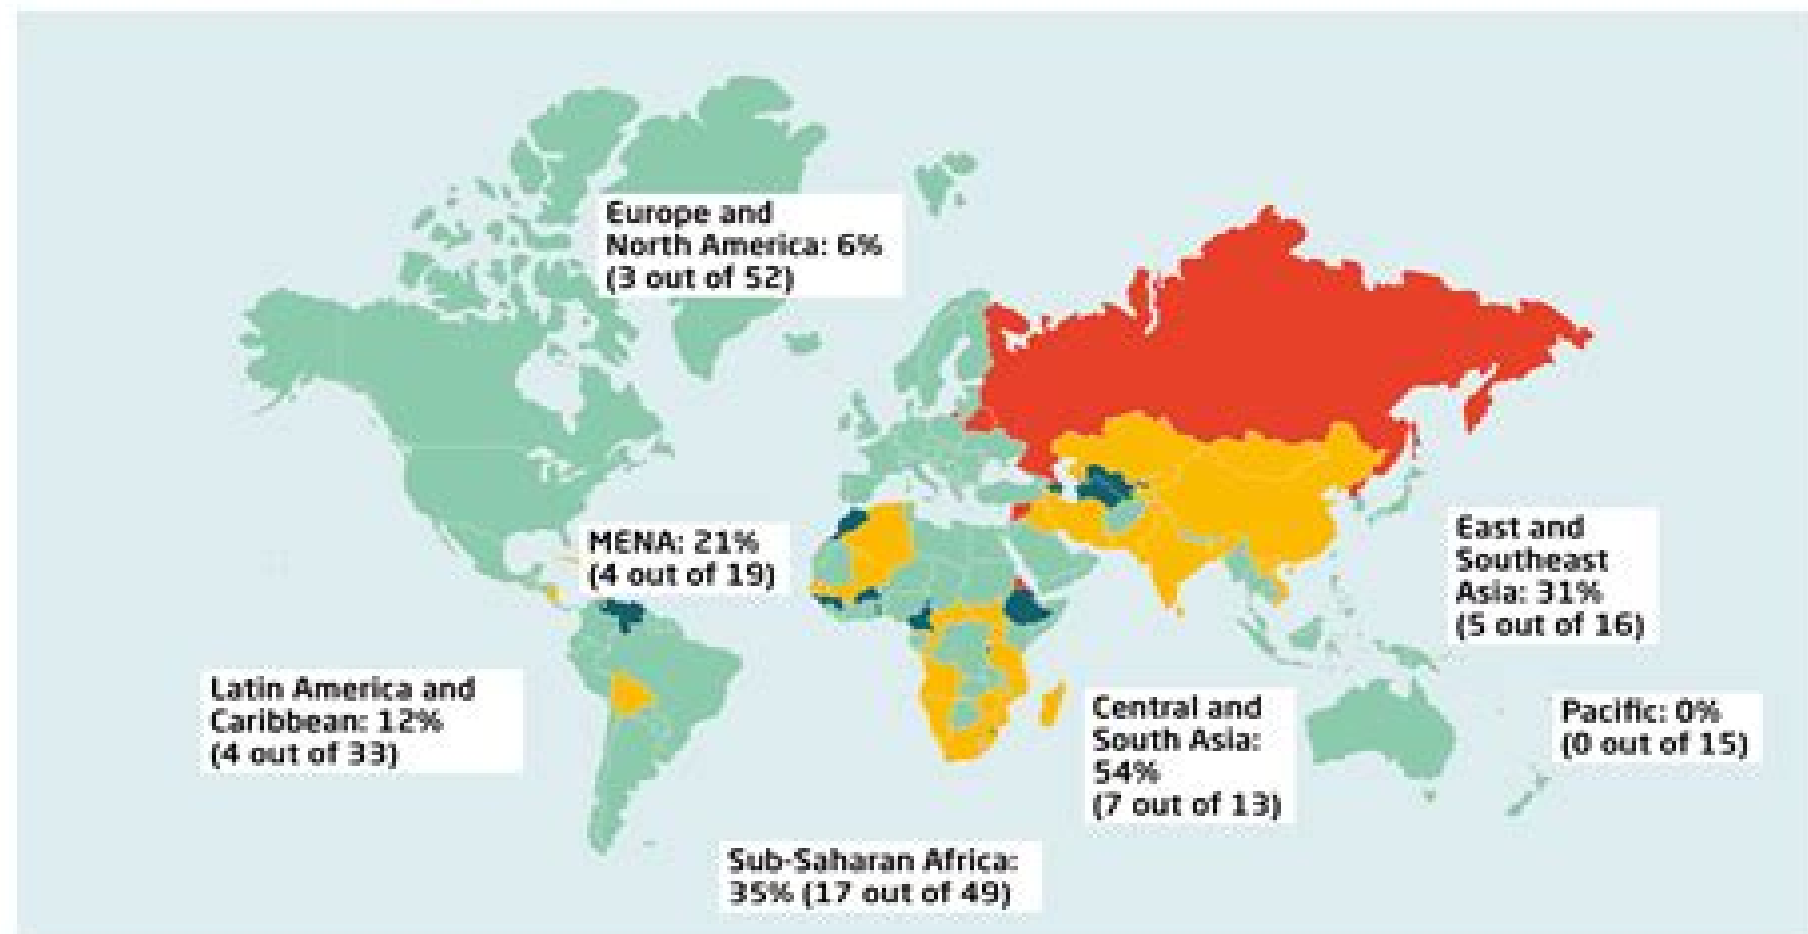 Europe and
North America: 6%
(3 out of 52)
MENA: 21%
(4 out of 19)
East and
Southeast
Asia: 31%
(5 out of 16)
Latin America and
Caribbean: 12%
(4 out of 33)
Central and
South Asia:
54%
(7 out of 13)
Pacific: 0%
(0 out of 15)
Sub-Saharan Africa:
35% (17 out of 49)